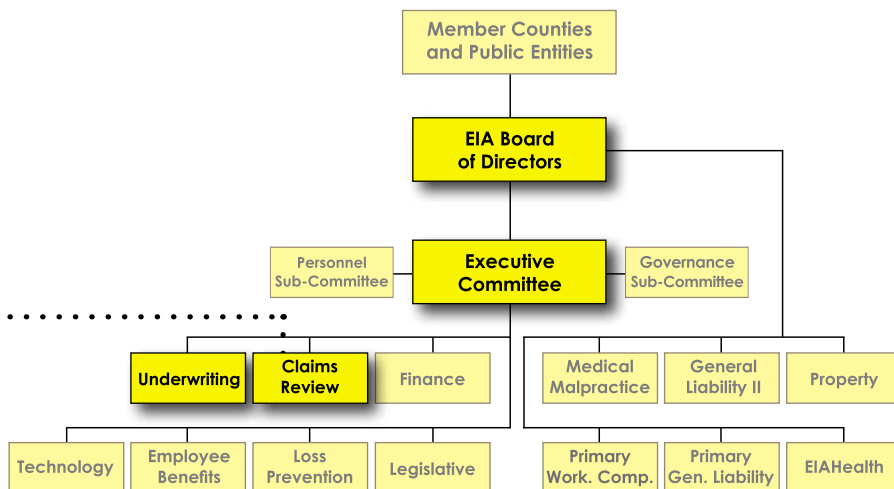 Member Counties
and Public Entities
EIA Board
of Directors
Executive
Committee
Personnel
Sub-Committee
Governance
Sub-Committee
Underwriting
Claims
Review
Finance
Medical
Malpractice
General
Liability II
Property
Technology
Employee
Benefits
Loss
Prevention
Legislative
Primary
Work. Comp.
Primary
Gen. Liability
EIAHealth